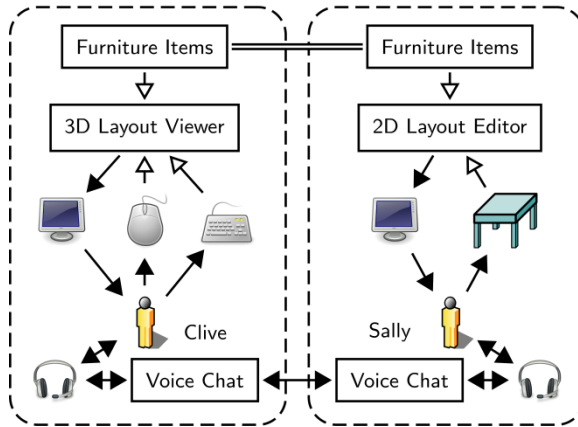 Furniture Items
Furniture Items
3D Layout Viewer
2D Layout Editor
Clive
Sally
Voice Chat
Voice Chat